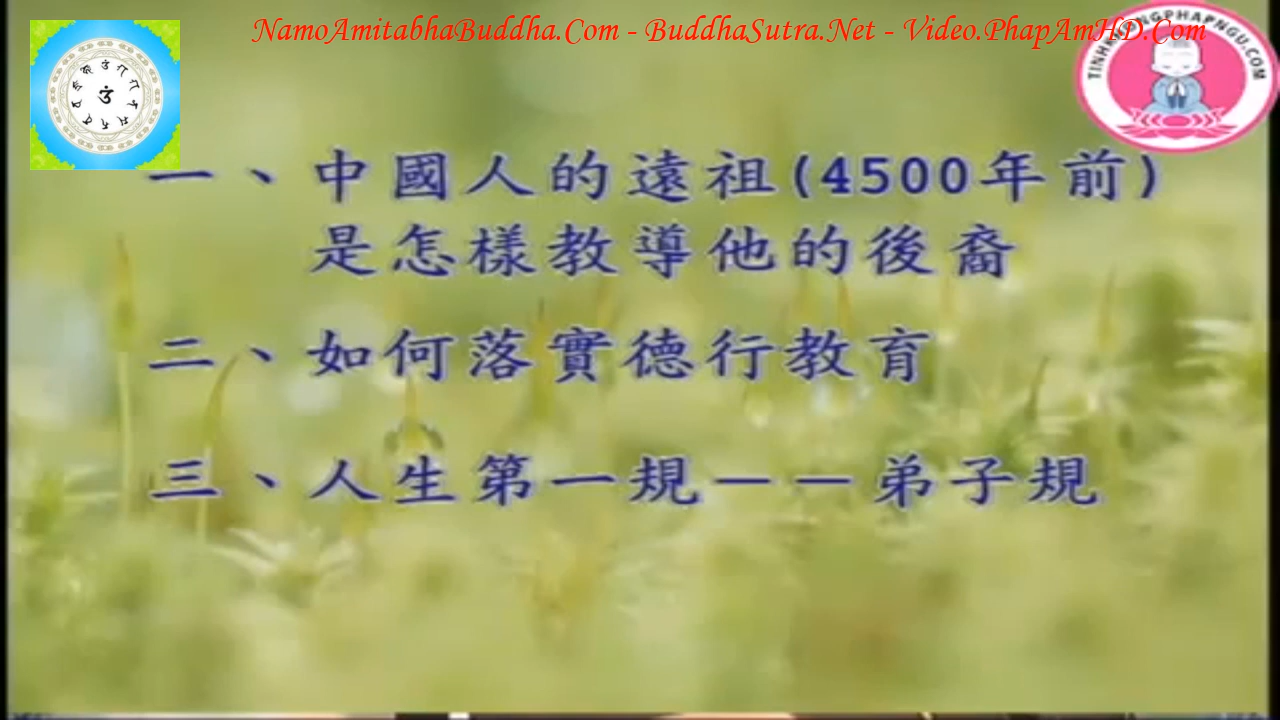 NamoAmitabhaBuddha.Com - BuddhaSutra.Net - Video.PhapAmHD.Com
一、中國人的遠祖(4500年前)
是怎樣教導他的後裔
二、如何落實德行教育
三、人生第一規——弟子規